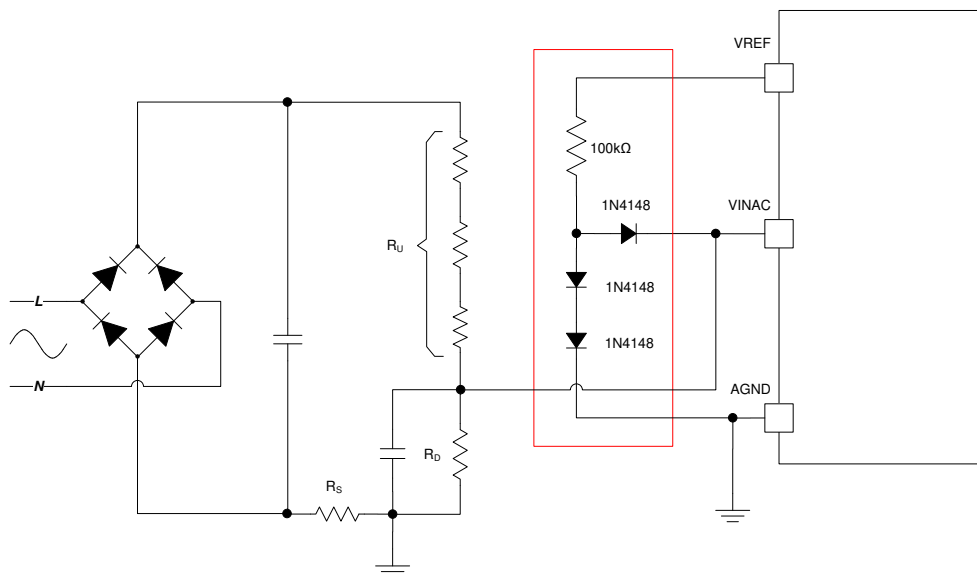 VREF
100kΩ
1N4148
VINAC
RU
L
1N4148
1N4148
N
AGND
RD
RS